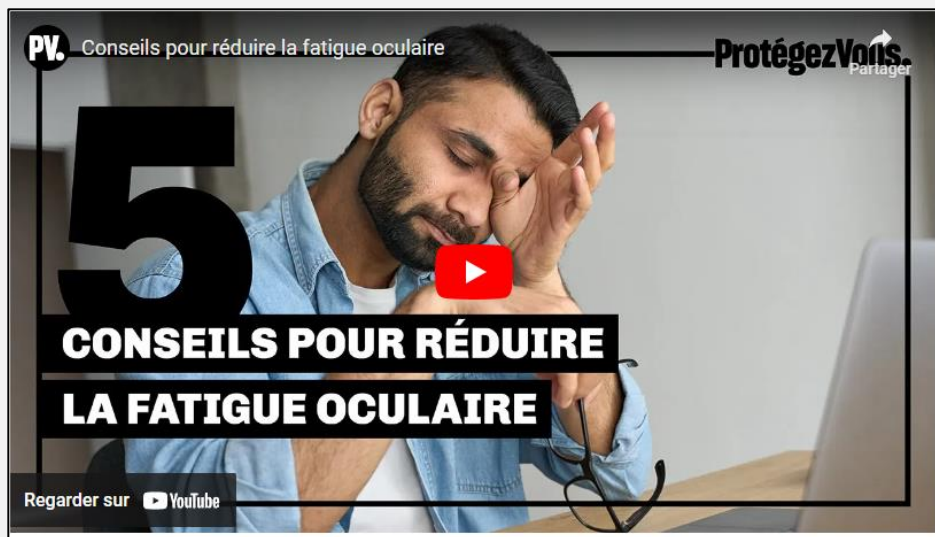 PV.
Conseils pour réduire la fatigue oculaire
ProtégezVous.
Partager
5
CONSEILS POUR RÉDUIRE
LA FATIGUE OCULAIRE
Regarder sur YouTube